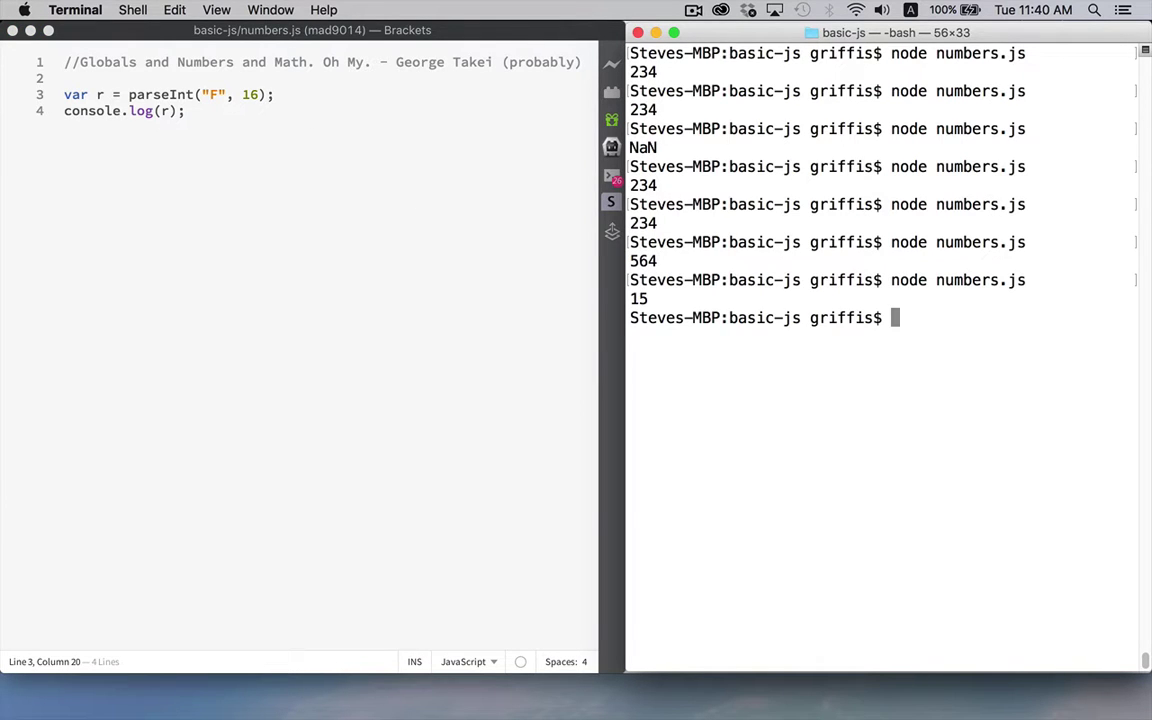 Terminal Shell Edit View Window Help
A 100% Tue 11:40 AM
basic-js/numbers.js (mad9014) — Brackets
1 //Globals and Numbers and Math. Oh My. - George Takei (probably)
2
3 var r = parseInt("F", 16);
4 console.log(r);
26
S
Line 3, Column 20 — 4 Lines
INS
JavaScript
Spaces: 4
basic-js — -bash — 56×33
[Steves-MBP:basic-js griffis$ node numbers.js ]
234
[Steves-MBP:basic-js griffis$ node numbers.js ]
234
[Steves-MBP:basic-js griffis$ node numbers.js ]
NaN
[Steves-MBP:basic-js griffis$ node numbers.js ]
234
[Steves-MBP:basic-js griffis$ node numbers.js ]
234
[Steves-MBP:basic-js griffis$ node numbers.js ]
564
[Steves-MBP:basic-js griffis$ node numbers.js ]
15
Steves-MBP:basic-js griffis$